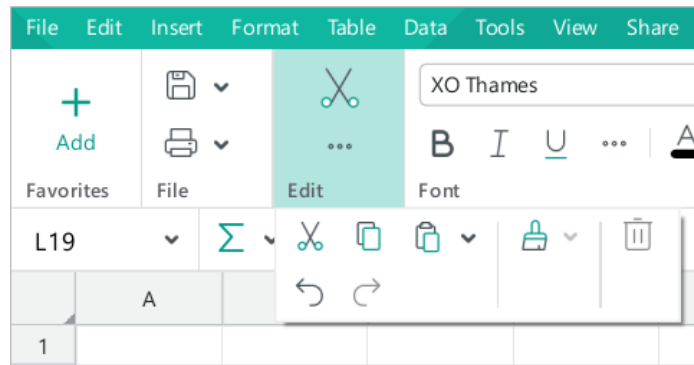 File Edit Insert Format Table Data Tools View Share
XO Thames
Add
B I U A
Favorites File Edit Font
L19
A
1